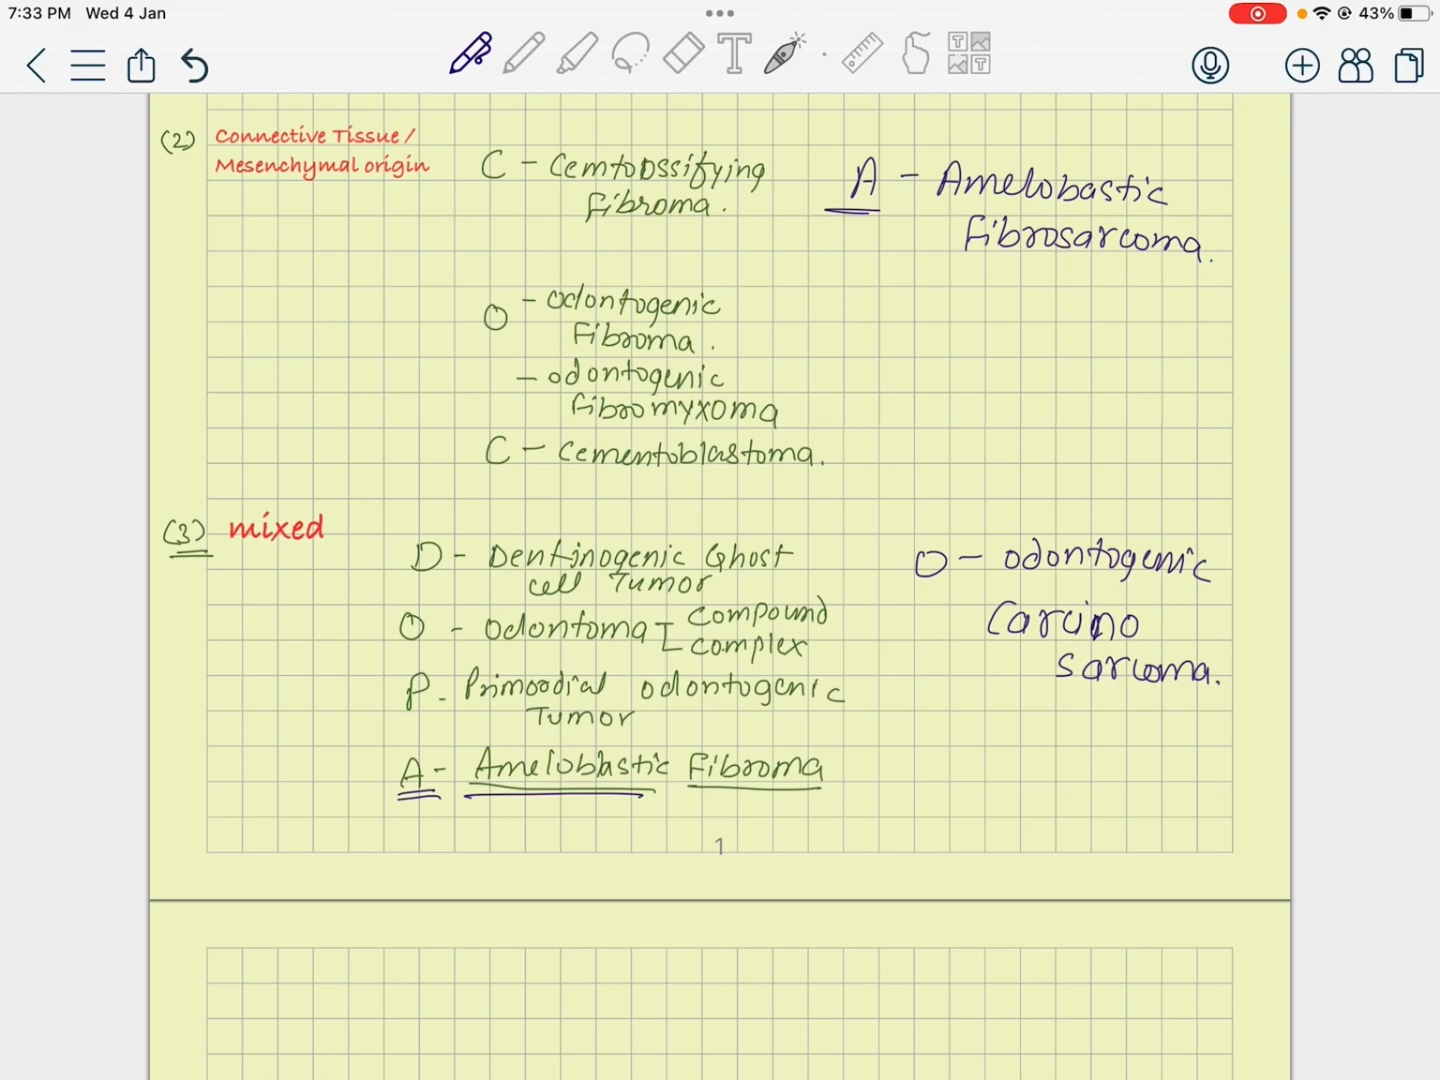 7:33 PM Wed 4 Jan
43%
(2) Connective Tissue /
Mesenchymal origin
C - Cemtoossifying
Fibroma.
A - Amelobastic
Fibrosarcoma.
O - odontogenic
Fibroma.
- odontogenic
fibromyxoma
C - Cementoblastoma.
(3) mixed
D - Dentinogenic Ghost
cell Tumor
O - odontoma - compound
complex
P - Primordial odontogenic
Tumor
A - Ameloblastic Fibroma
O - odontogenic
Carcino
sarcoma.
1